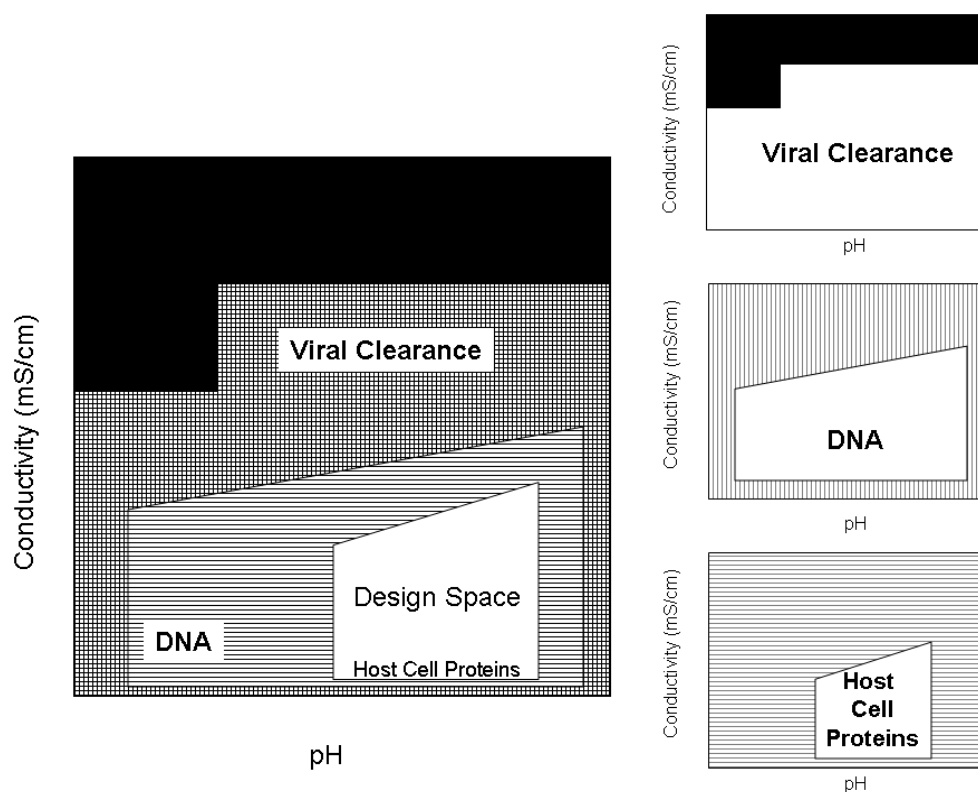 Conductivity (mS/cm)
Viral Clearance
Design Space
DNA
Host Cell Proteins
pH
Conductivity (mS/cm)
Viral Clearance
pH
Conductivity (mS/cm)
DNA
pH
Conductivity (mS/cm)
Host
Cell
Proteins
pH